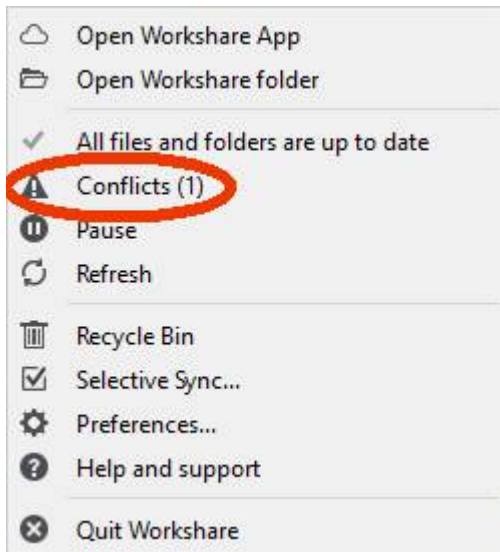 Open Workshare App
Open Workshare folder
All files and folders are up to date
Conflicts (1)
Pause
Refresh
Recycle Bin
Selective Sync...
Preferences...
Help and support
Quit Workshare